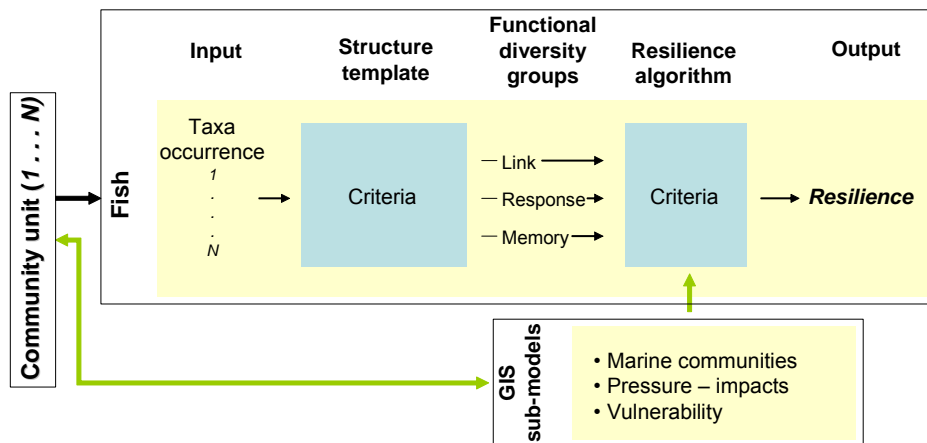 Input
Structure
template
Functional
diversity
groups
Resilience
algorithm
Output
Community unit (1 . . . N)
Fish
Taxa
occurrence
1
.
.
.
N
Criteria
Link
Response
Memory
Criteria
Resilience
GIS
sub-models
• Marine communities
• Pressure – impacts
• Vulnerability